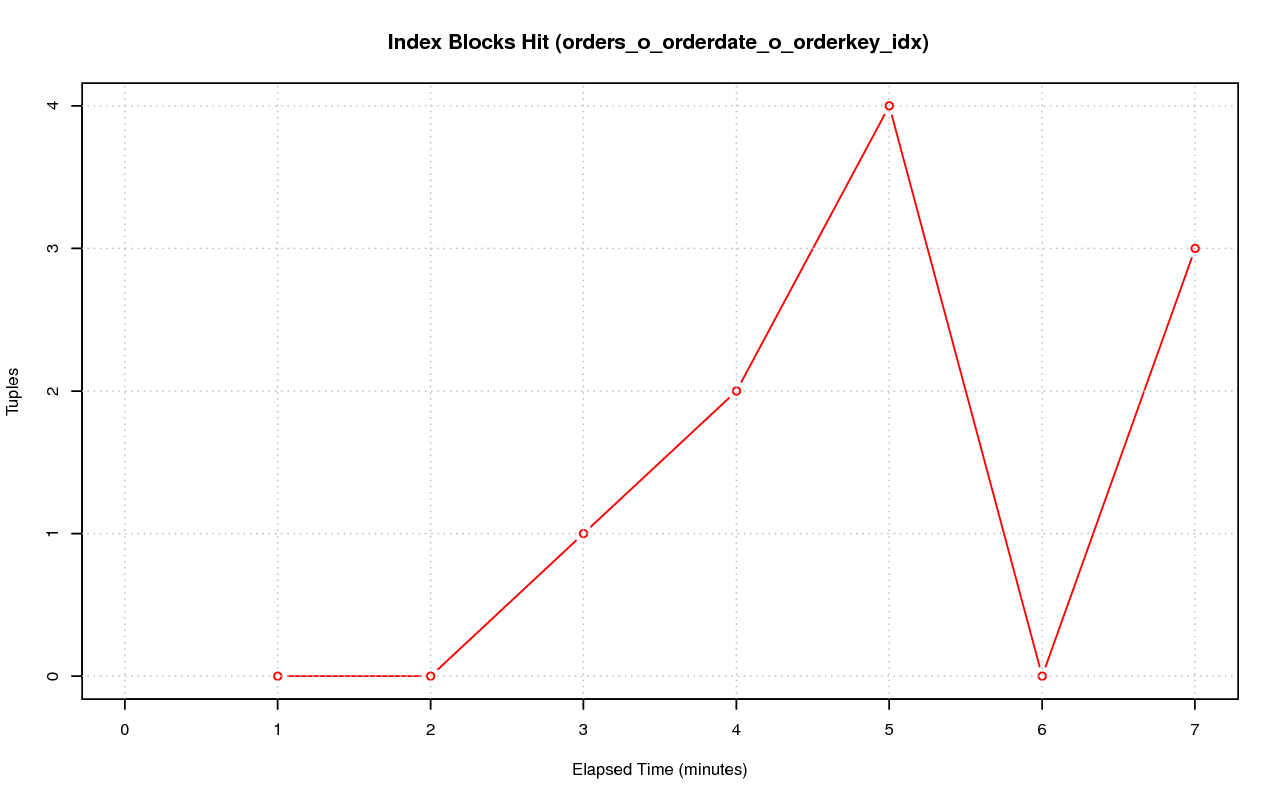 Index Blocks Hit (orders_o_orderdate_o_orderkey_idx)
Tuples
4
3
2
1
0
0 1 2 3 4 5 6 7
Elapsed Time (minutes)